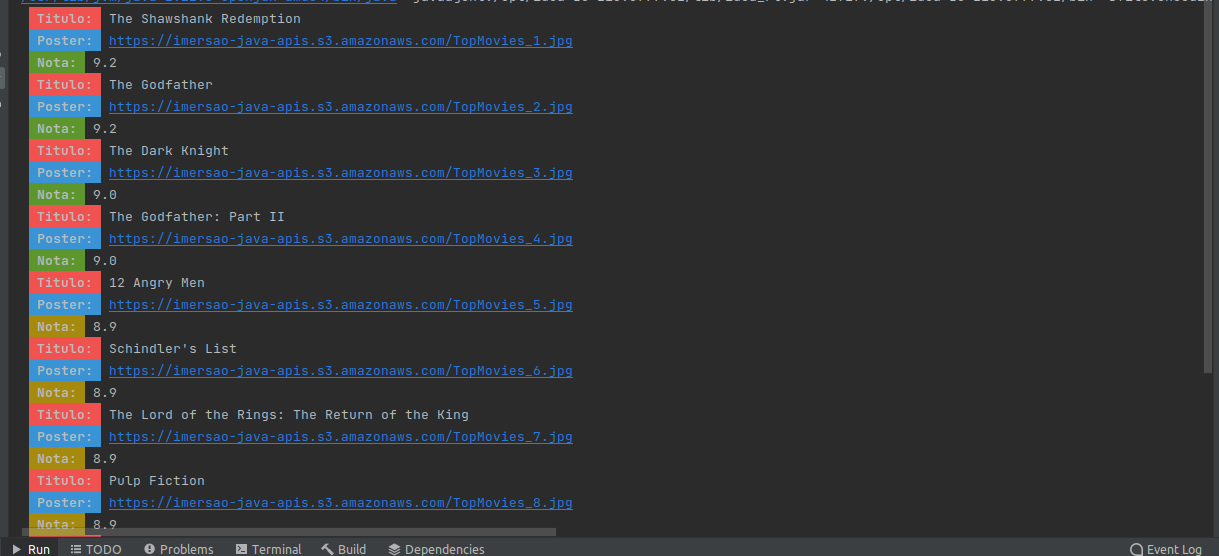 Titulo: The Shawshank Redemption
Poster: https://imersao-java-apis.s3.amazonaws.com/TopMovies_1.jpg
Nota: 9.2
Titulo: The Godfather
Poster: https://imersao-java-apis.s3.amazonaws.com/TopMovies_2.jpg
Nota: 9.2
Titulo: The Dark Knight
Poster: https://imersao-java-apis.s3.amazonaws.com/TopMovies_3.jpg
Nota: 9.0
Titulo: The Godfather: Part II
Poster: https://imersao-java-apis.s3.amazonaws.com/TopMovies_4.jpg
Nota: 9.0
Titulo: 12 Angry Men
Poster: https://imersao-java-apis.s3.amazonaws.com/TopMovies_5.jpg
Nota: 8.9
Titulo: Schindler's List
Poster: https://imersao-java-apis.s3.amazonaws.com/TopMovies_6.jpg
Nota: 8.9
Titulo: The Lord of the Rings: The Return of the King
Poster: https://imersao-java-apis.s3.amazonaws.com/TopMovies_7.jpg
Nota: 8.9
Titulo: Pulp Fiction
Poster: https://imersao-java-apis.s3.amazonaws.com/TopMovies_8.jpg
Nota: 8.9
Run TODO Problems Terminal Build Dependencies Event Log